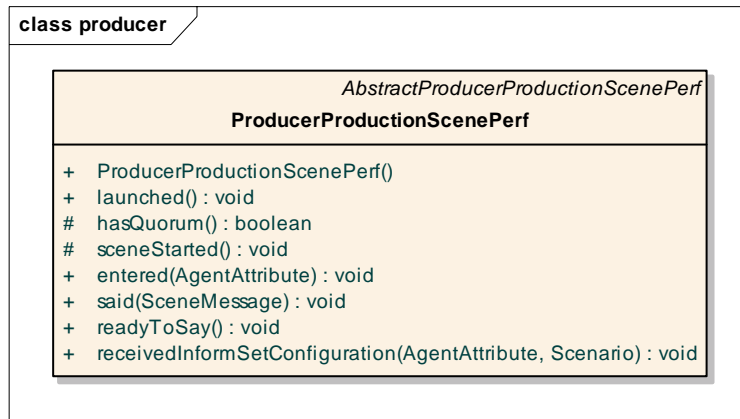 class producer
AbstractProducerProductionScenePerf
ProducerProductionScenePerf
+ ProducerProductionScenePerf()
+ launched() : void
# hasQuorum() : boolean
# sceneStarted() : void
+ entered(AgentAttribute) : void
+ said(SceneMessage) : void
+ readyToSay() : void
+ receivedInformSetConfiguration(AgentAttribute, Scenario) : void